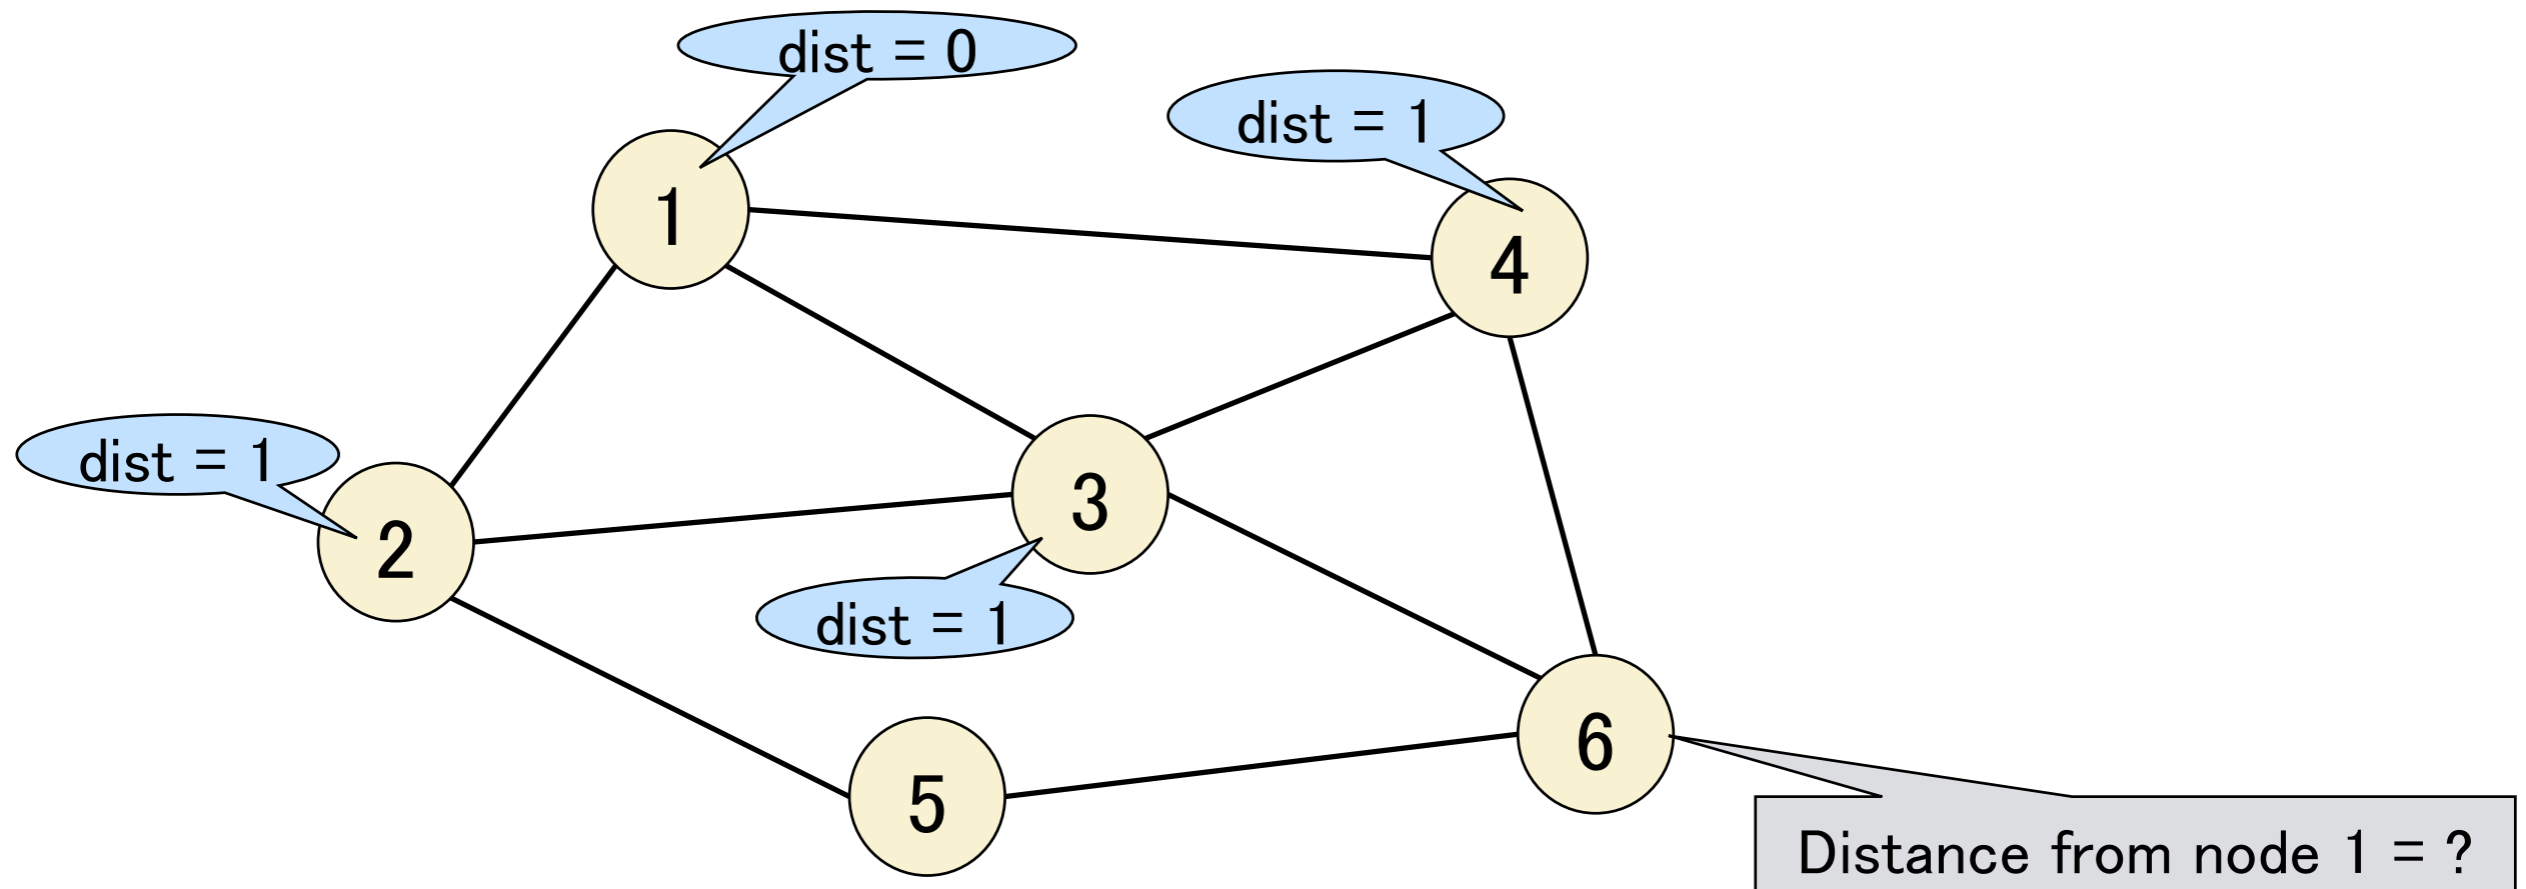 dist = 0
dist = 1
1
4
dist = 1
3
2
dist = 1
6
5
Distance from node 1 = ?